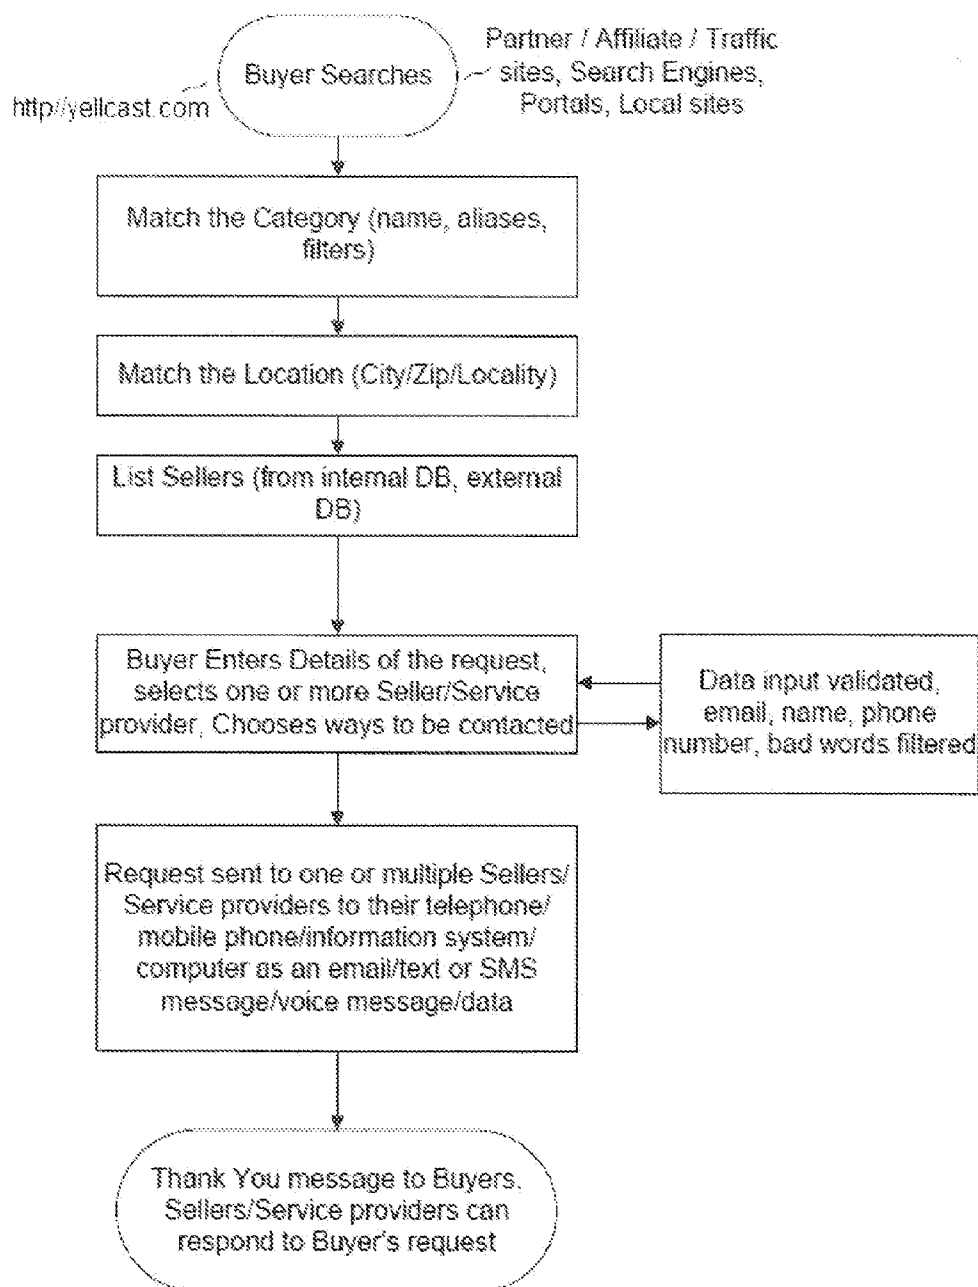 Buyer Searches
http//yellcast.com
Partner / Affiliate / Traffic
sites, Search Engines,
Portals, Local sites
Match the Category (name, aliases,
filters)
Match the Location (City/Zip/Locality)
List Sellers (from internal DB, external
DB)
Buyer Enters Details of the request,
selects one or more Seller/Service
provider, Chooses ways to be contacted
Data input validated,
email, name, phone
number, bad words filtered
Request sent to one or multiple Sellers/
Service providers to their telephone/
mobile phone/information system/
computer as an email/text or SMS
message/voice message/data
Thank You message to Buyers.
Sellers/Service providers can
respond to Buyer's request